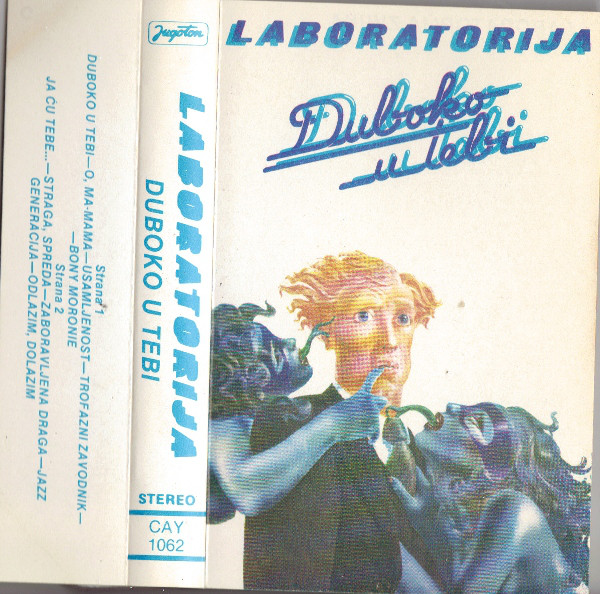 LABORATORIJA
Duboko
u tebi
Jugoton
LABORATORIJA
DUBOKO U TEBI
STEREO
CAY
1062
Strana 1
DUBOKO U TEBI—O, MA-MAMA—USAMLJENOST—TROFAZNI ZAVODNIK—
—BONY MORONIE
Strana 2
JA ĆU TEBE...—STRAGA, SPREDA—ZABORAVLJENA DRAGA—JAZZ
GENERACIJA—ODLAZIM, DOLAZIM